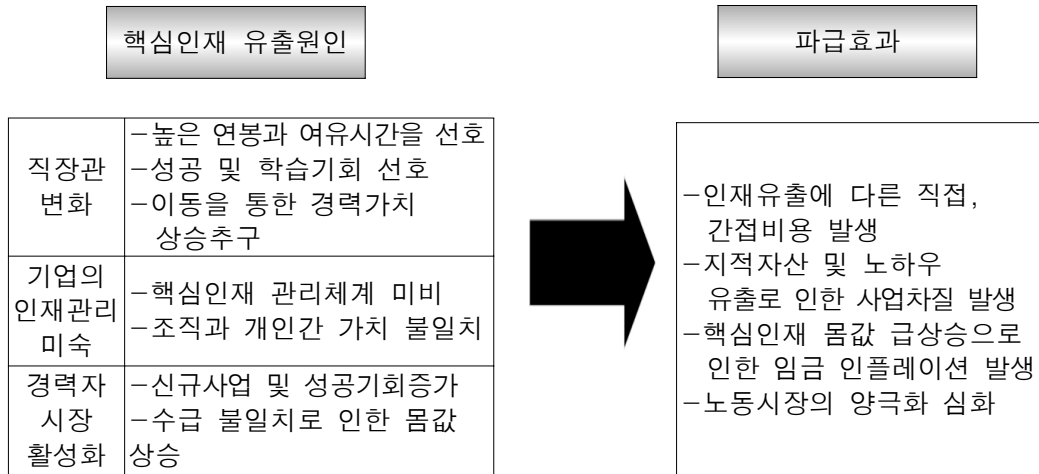 핵심인재 유출원인
파급효과
직장관
변화
－높은 연봉과 여유시간을 선호
－성공 및 학습기회 선호
－이동을 통한 경력가치
상승추구
기업의
인재관리
미숙
－핵심인재 관리체계 미비
－조직과 개인간 가치 불일치
경력자
시장
활성화
－신규사업 및 성공기회증가
－수급 불일치로 인한 몸값
상승
－인재유출에 다른 직접,
간접비용 발생
－지적자산 및 노하우
유출로 인한 사업차질 발생
－핵심인재 몸값 급상승으로
인한 임금 인플레이션 발생
－노동시장의 양극화 심화